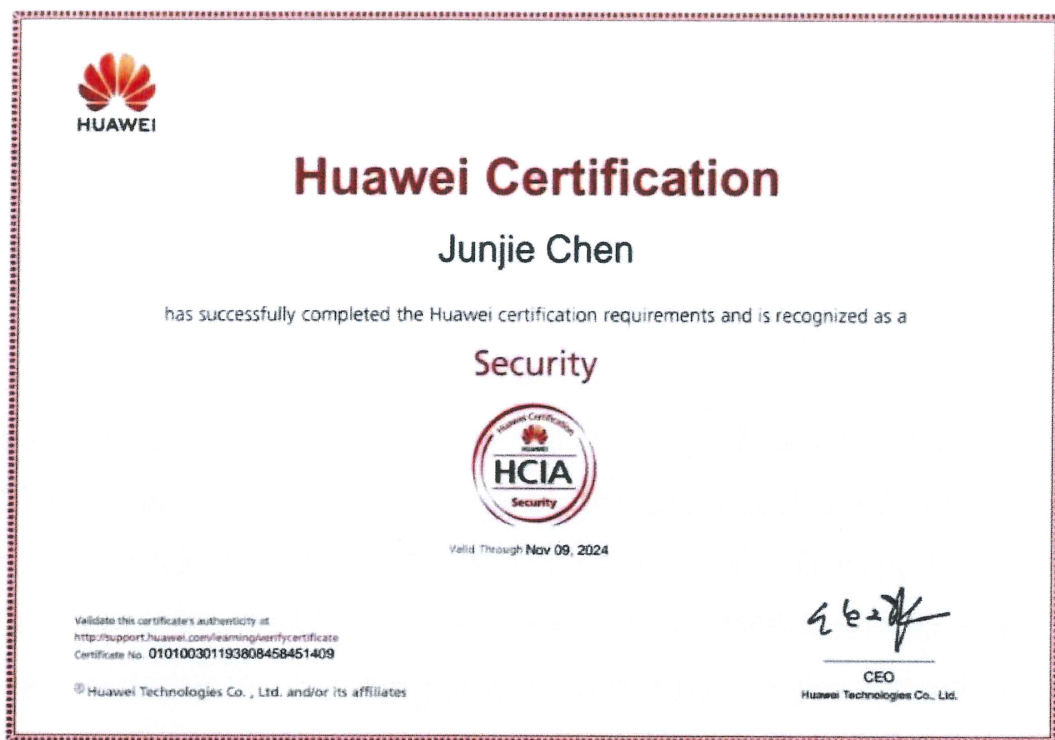 HUAWEI
Huawei Certification
Junjie Chen
has successfully completed the Huawei certification requirements and is recognized as a
Security
Huawei Certification
HUAWEI
HCIA
Security
Valid Through Nov 09, 2024
Validate this certificate's authenticity at
http://support.huawei.com/learning/verifycertificate
Certificate No. 010100301193808458451409
© Huawei Technologies Co. , Ltd. and/or its affiliates
CEO
Huawei Technologies Co., Ltd.